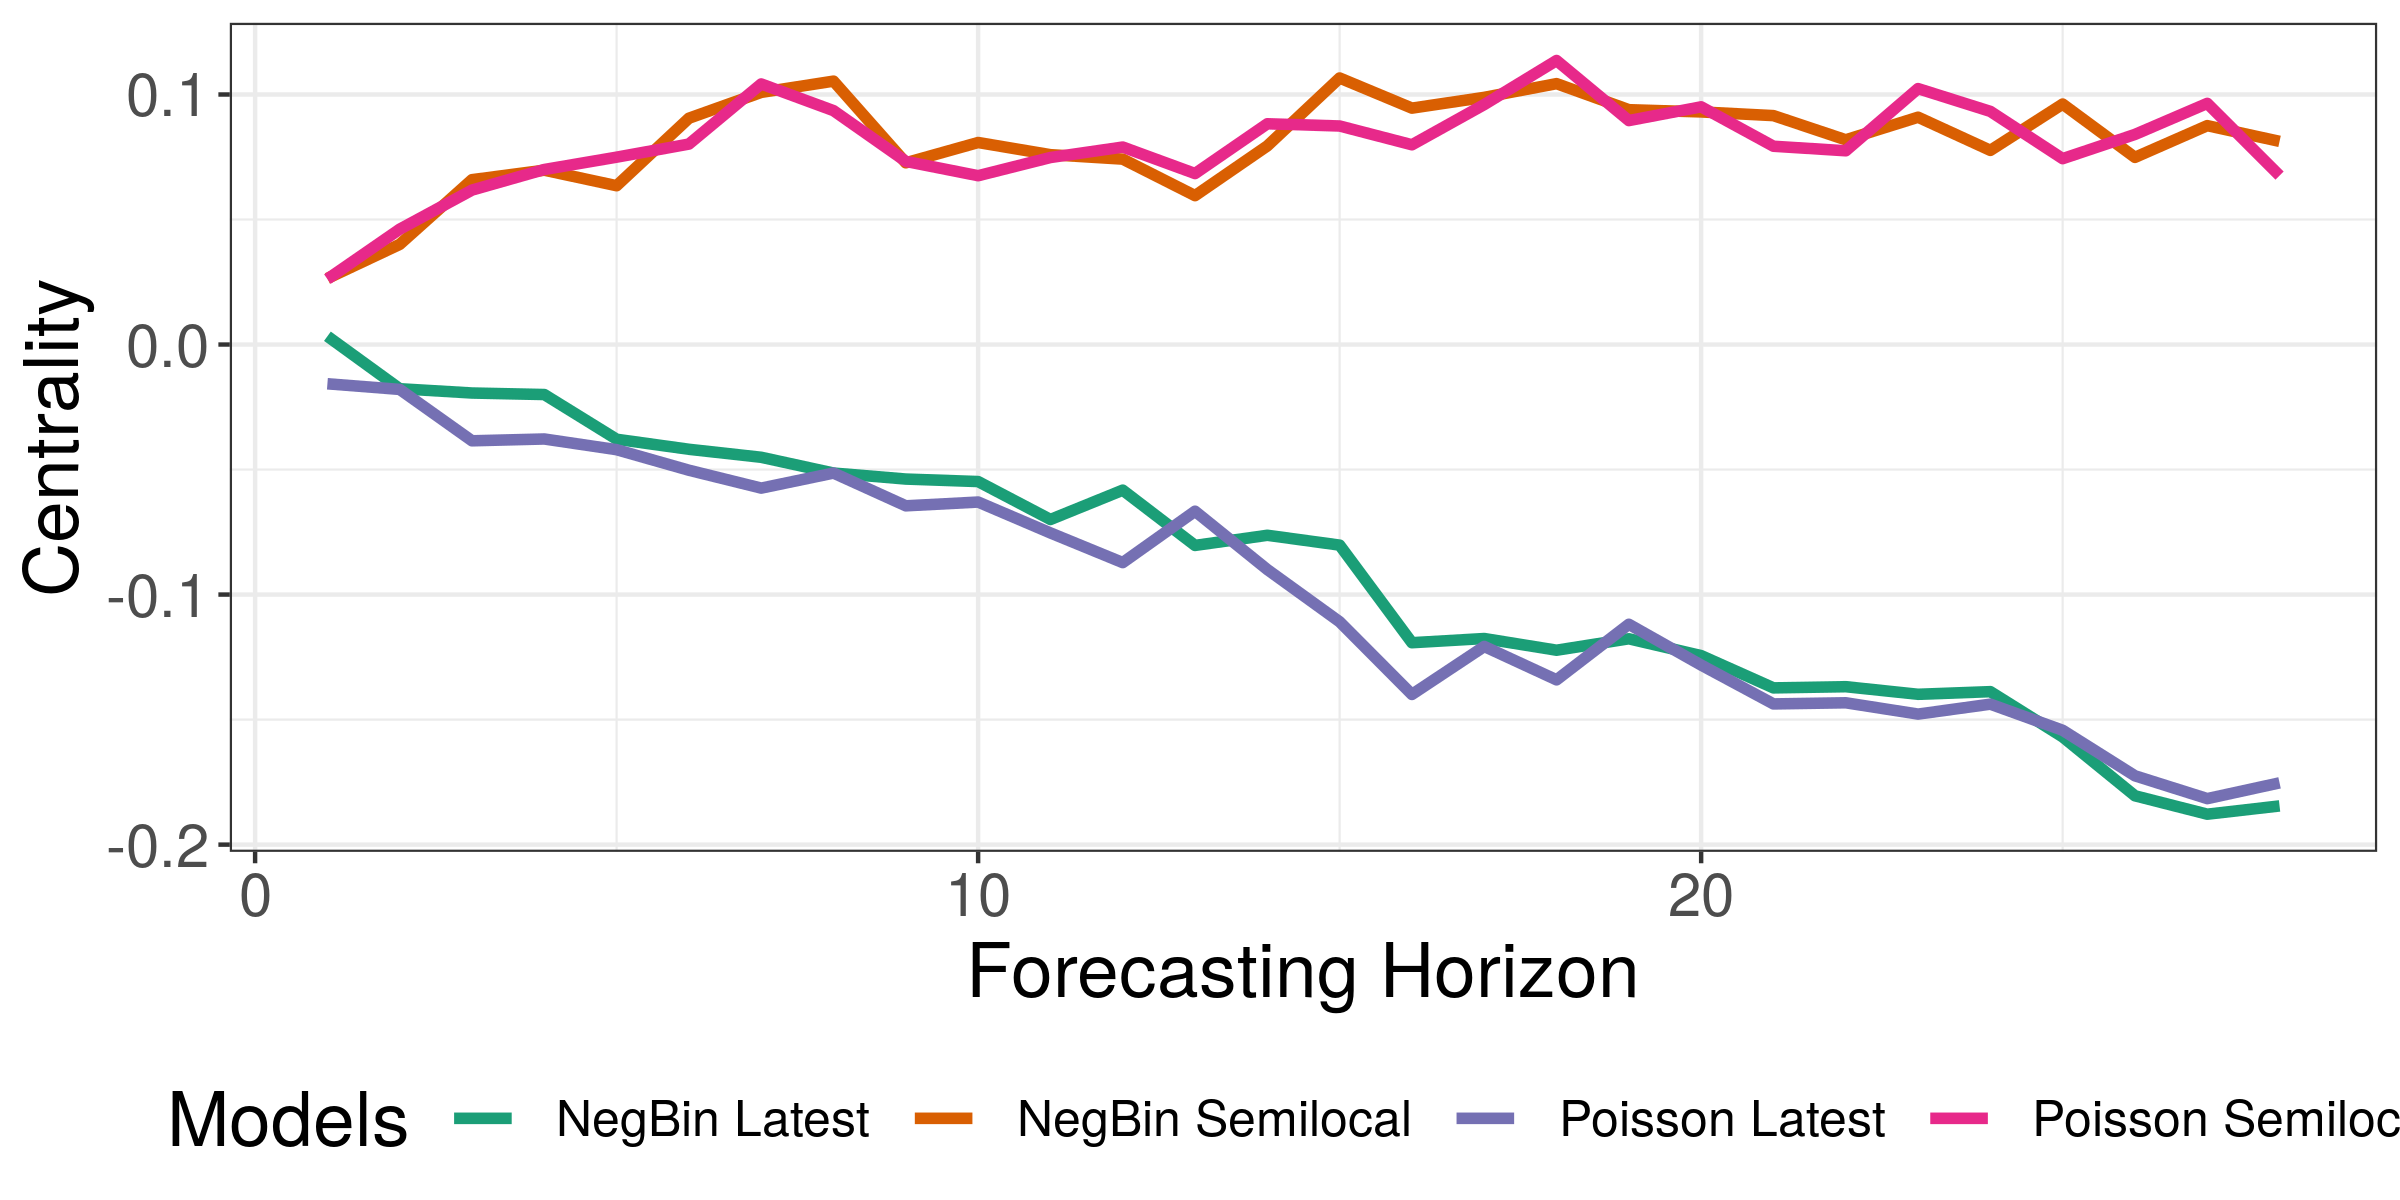 0.1
0.0
-0.1
-0.2
Centrality
0 10 20
Forecasting Horizon
Models NegBin Latest NegBin Semilocal Poisson Latest Poisson Semiloc